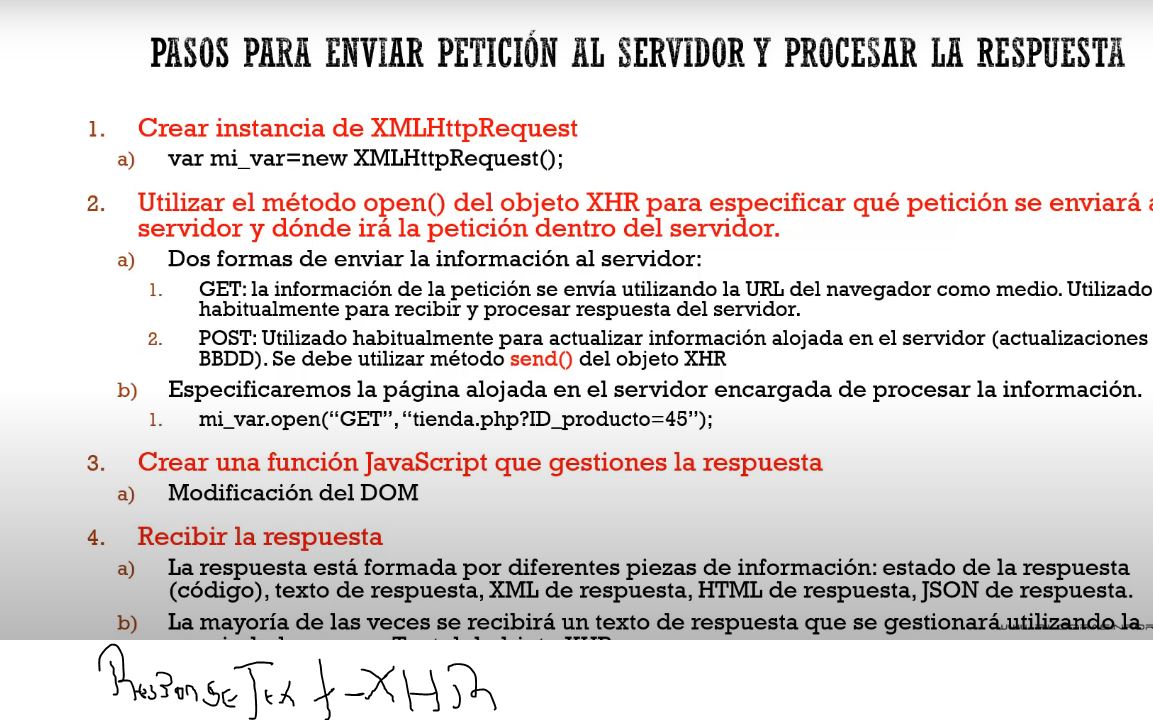 PASOS PARA ENVIAR PETICIÓN AL SERVIDOR Y PROCESAR LA RESPUESTA
1. Crear instancia de XMLHttpRequest
a) var mi_var=new XMLHttpRequest();
2. Utilizar el método open() del objeto XHR para especificar qué petición se enviará a
servidor y dónde irá la petición dentro del servidor.
a) Dos formas de enviar la información al servidor:
1. GET: la información de la petición se envía utilizando la URL del navegador como medio. Utilizado
habitualmente para recibir y procesar respuesta del servidor.
2. POST: Utilizado habitualmente para actualizar información alojada en el servidor (actualizaciones
BBDD). Se debe utilizar método send() del objeto XHR
b) Especificaremos la página alojada en el servidor encargada de procesar la información.
1. mi_var.open(“GET”,“tienda.php?ID_producto=45”);
3. Crear una función JavaScript que gestiones la respuesta
a) Modificación del DOM
4. Recibir la respuesta
a) La respuesta está formada por diferentes piezas de información: estado de la respuesta
(código), texto de respuesta, XML de respuesta, HTML de respuesta, JSON de respuesta.
b) La mayoría de las veces se recibirá un texto de respuesta que se gestionará utilizando la
ResponseText-XHR